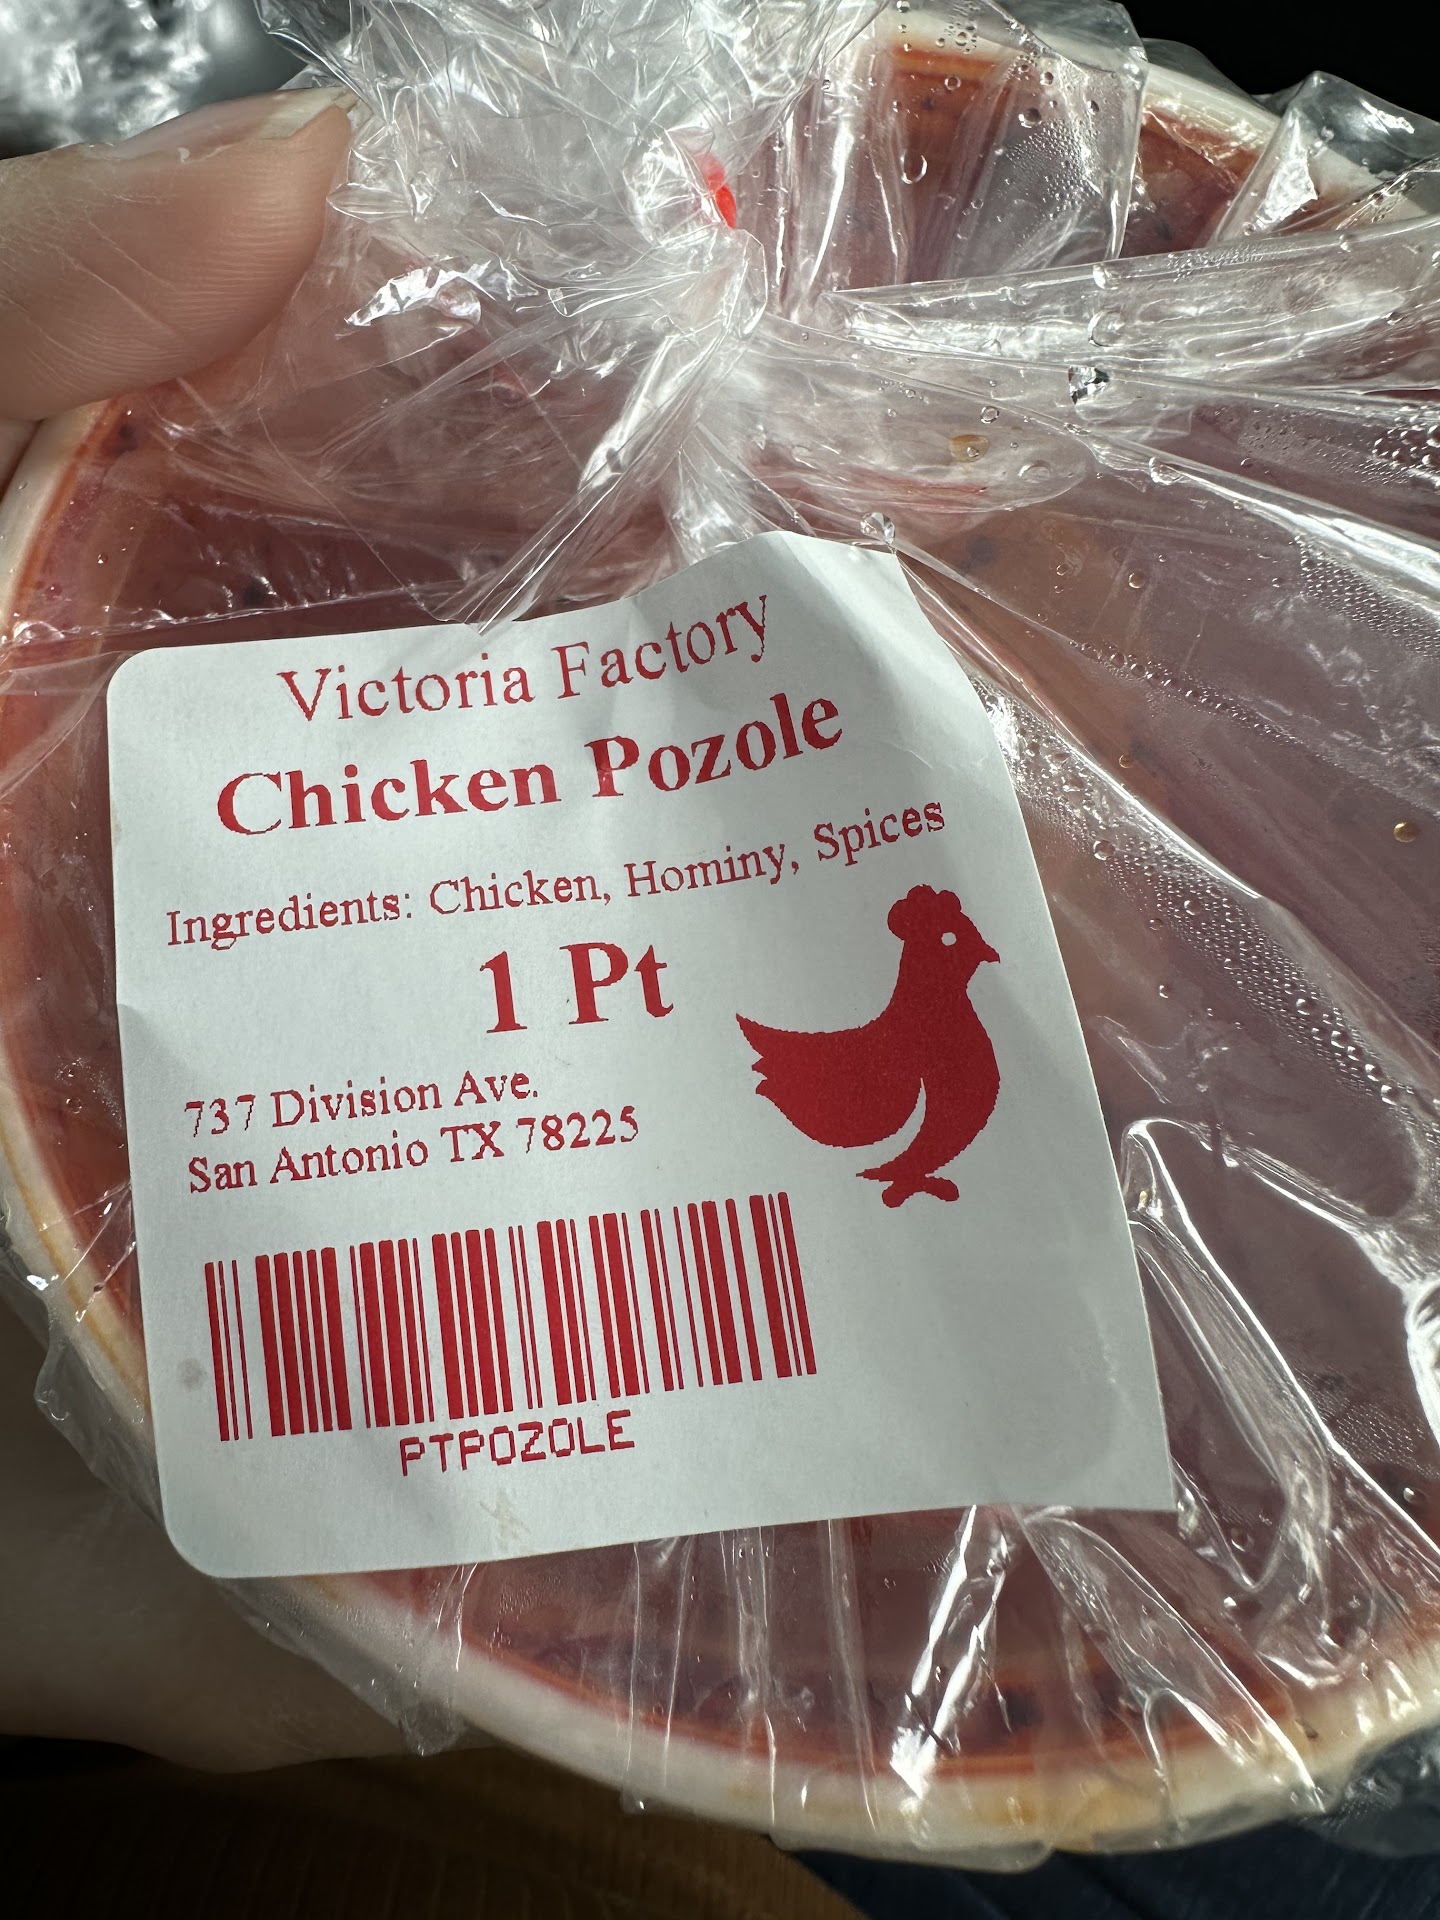 Victoria Factory
Chicken Pozole
Ingredients: Chicken, Hominy, Spices
1 Pt
737 Division Ave.
San Antonio TX 78225
PTPOZOLE